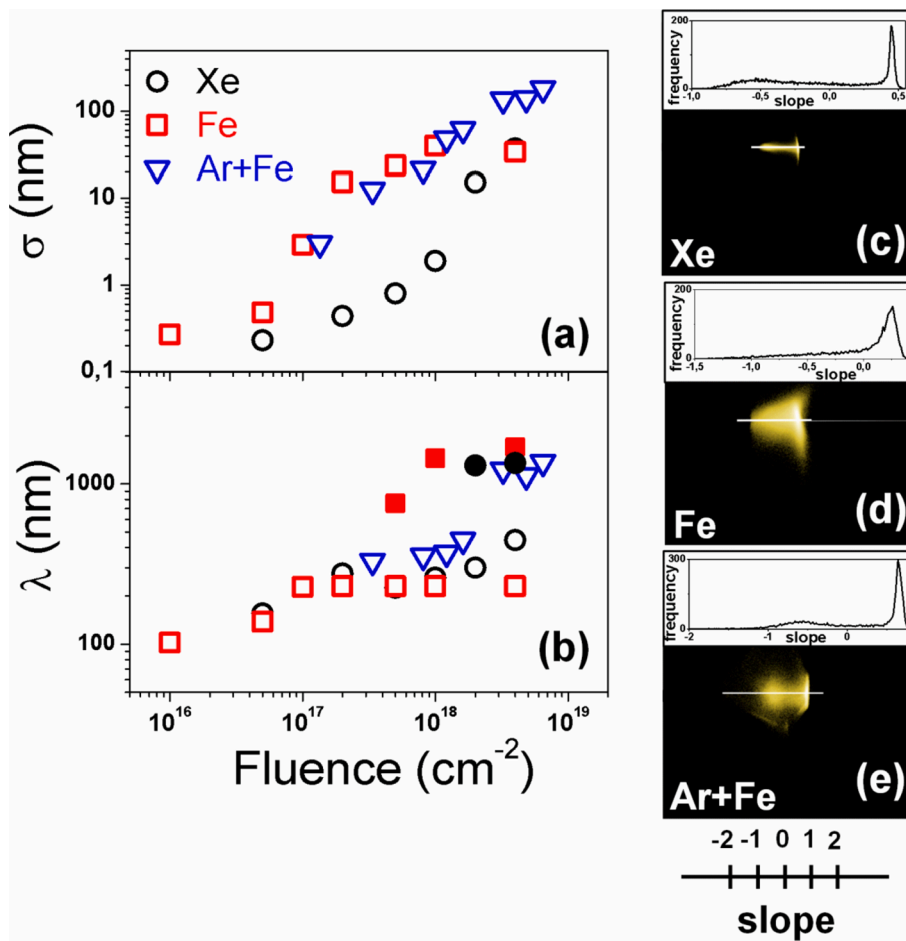 σ (nm)
100
10
1
0,1
Xe
Fe
Ar+Fe
(a)
λ (nm)
1000
100
(b)
10^16
10^17
10^18
10^19
Fluence (cm^-2)
frequency
200
0
-1,0
-0,5
0,0
0,5
slope
(c)
Xe
frequency
200
0
-1,5
-1,0
-0,5
0,0
slope
(d)
Fe
frequency
300
0
-2
-1
0
slope
(e)
Ar+Fe
-2 -1 0 1 2
slope